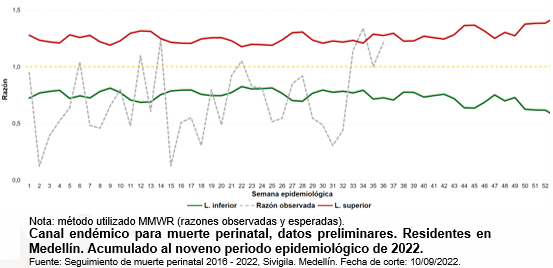 1,5
1,0
Razón
0,5
0,0
1 2 3 4 5 6 7 8 9 10 11 12 13 14 15 16 17 18 19 20 21 22 23 24 25 26 27 28 29 30 31 32 33 34 35 36 37 38 39 40 41 42 43 44 45 46 47 48 49 50 51 52
Semana epidemiológica
L. inferior Razón observada L. superior
Nota: método utilizado MMWR (razones observadas y esperadas).
Canal endémico para muerte perinatal, datos preliminares. Residentes en
Medellín. Acumulado al noveno periodo epidemiológico de 2022.
Fuente: Seguimiento de muerte perinatal 2016 - 2022, Sivigila. Medellín. Fecha de corte: 10/09/2022.